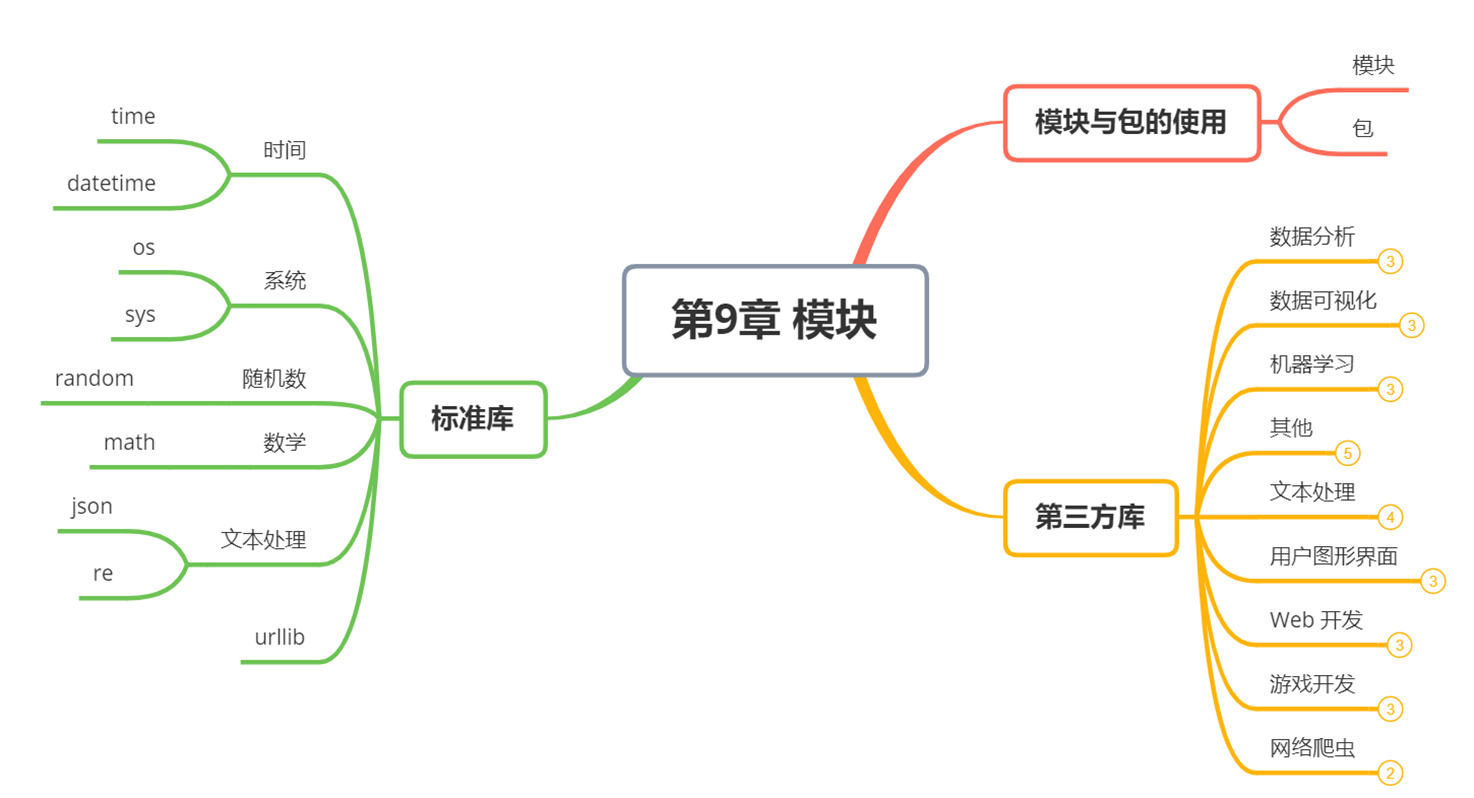 第9章 模块
模块与包的使用
模块
包
第三方库
数据分析
3
数据可视化
3
机器学习
3
其他
5
文本处理
4
用户图形界面
3
Web 开发
3
游戏开发
3
网络爬虫
2
标准库
时间
time
datetime
系统
os
sys
随机数
random
数学
math
文本处理
json
re
urllib